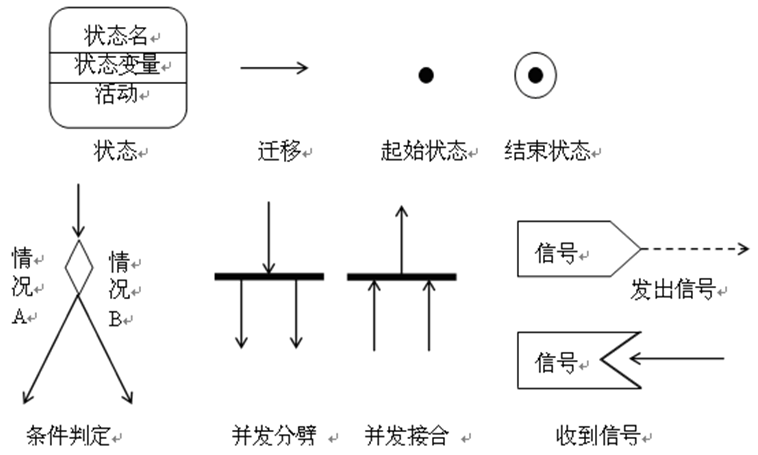 状态名
状态变量
活动
状态
迁移
起始状态
结束状态
情况A
情况B
信号
发出信号
信号
条件判定
并发分劈
并发接合
收到信号